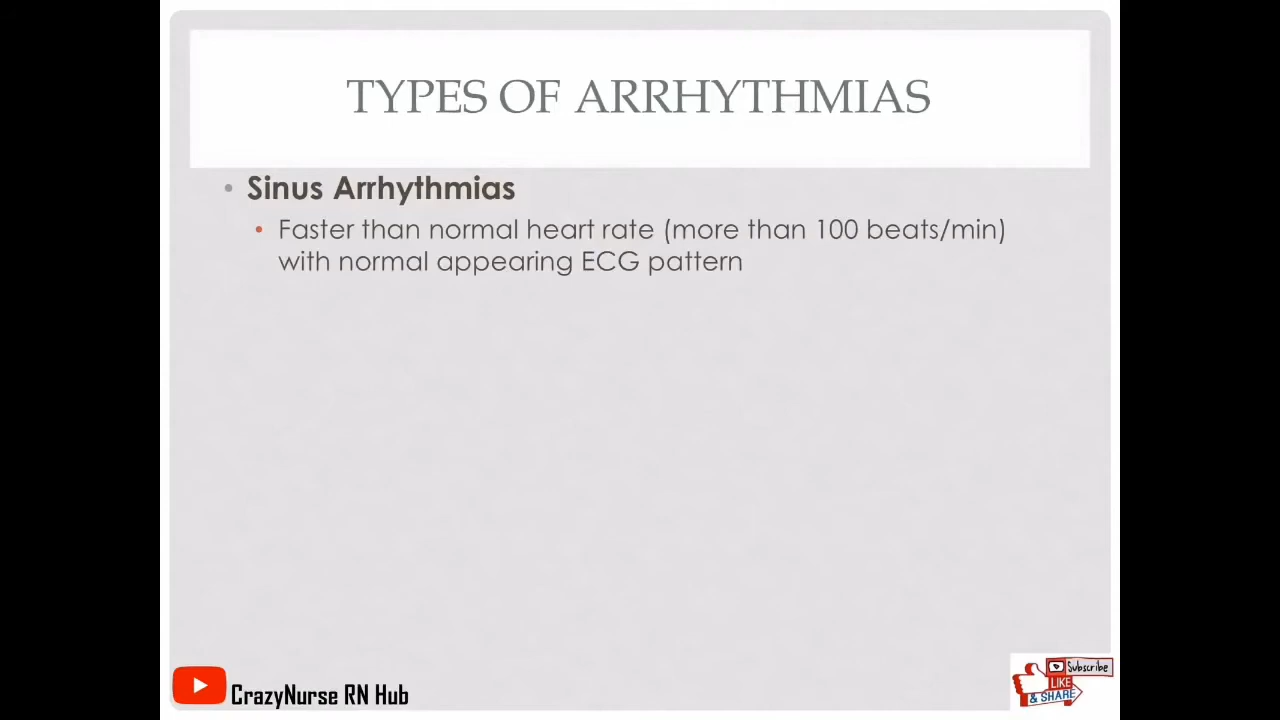 TYPES OF ARRHYTHMIAS
• Sinus Arrhythmias
• Faster than normal heart rate (more than 100 beats/min)
with normal appearing ECG pattern
CrazyNurse RN Hub
Subscribe
LIKE
& SHARE